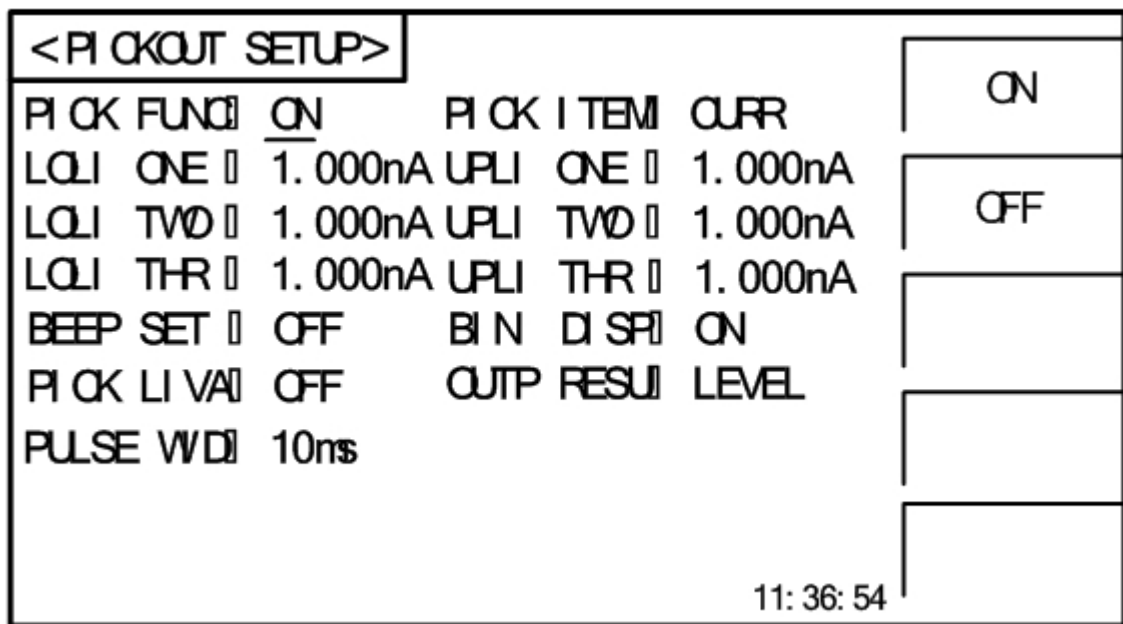 <PICKOUT SETUP>
PICK FUNC: ON PICK ITEM: CURR
LOLI ONE : 1.000nA UPLI ONE : 1.000nA
LOLI TWO : 1.000nA UPLI TWO : 1.000nA
LOLI THR : 1.000nA UPLI THR : 1.000nA
BEEP SET : OFF BIN DISP: ON
PICK LIVA: OFF OUTP RESU: LEVEL
PULSE WID: 10ms
11:36:54
ON
OFF